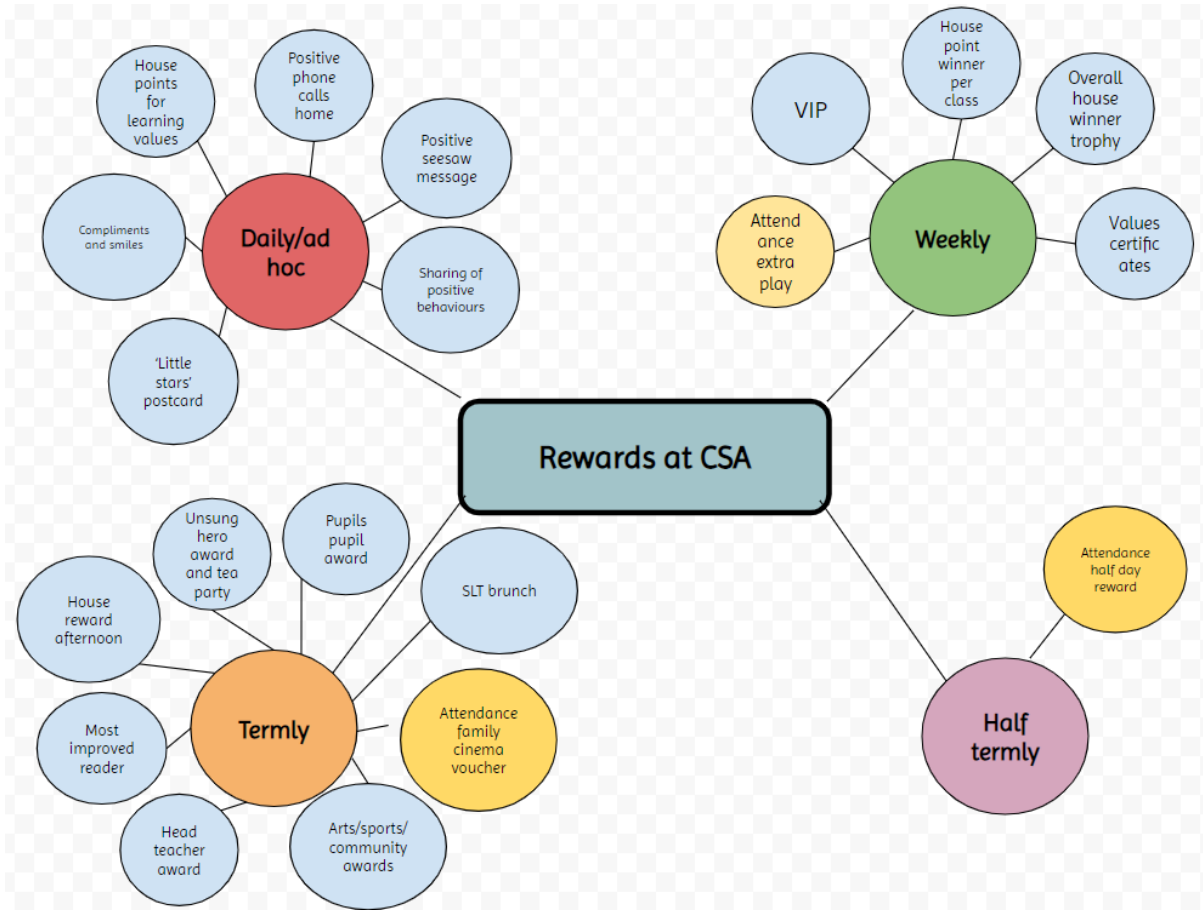 House
point
winner
per
class
Positive
phone
calls
home
House
points
for
learning
values
VIP
Overall
house
winner
trophy
Positive
seesaw
message
Compliments
and smiles
Daily/ad
hoc
Weekly
Attend
ance
extra
play
Values
certific
ates
Sharing of
positive
behaviours
'Little
stars'
postcard
Rewards at CSA
Unsung
hero
award
and tea
party
Pupils
pupil
award
SLT brunch
Attendance
half day
reward
House
reward
afternoon
Termly
Attendance
family
cinema
voucher
Half
termly
Most
improved
reader
Head
teacher
award
Arts/sports/
community
awards